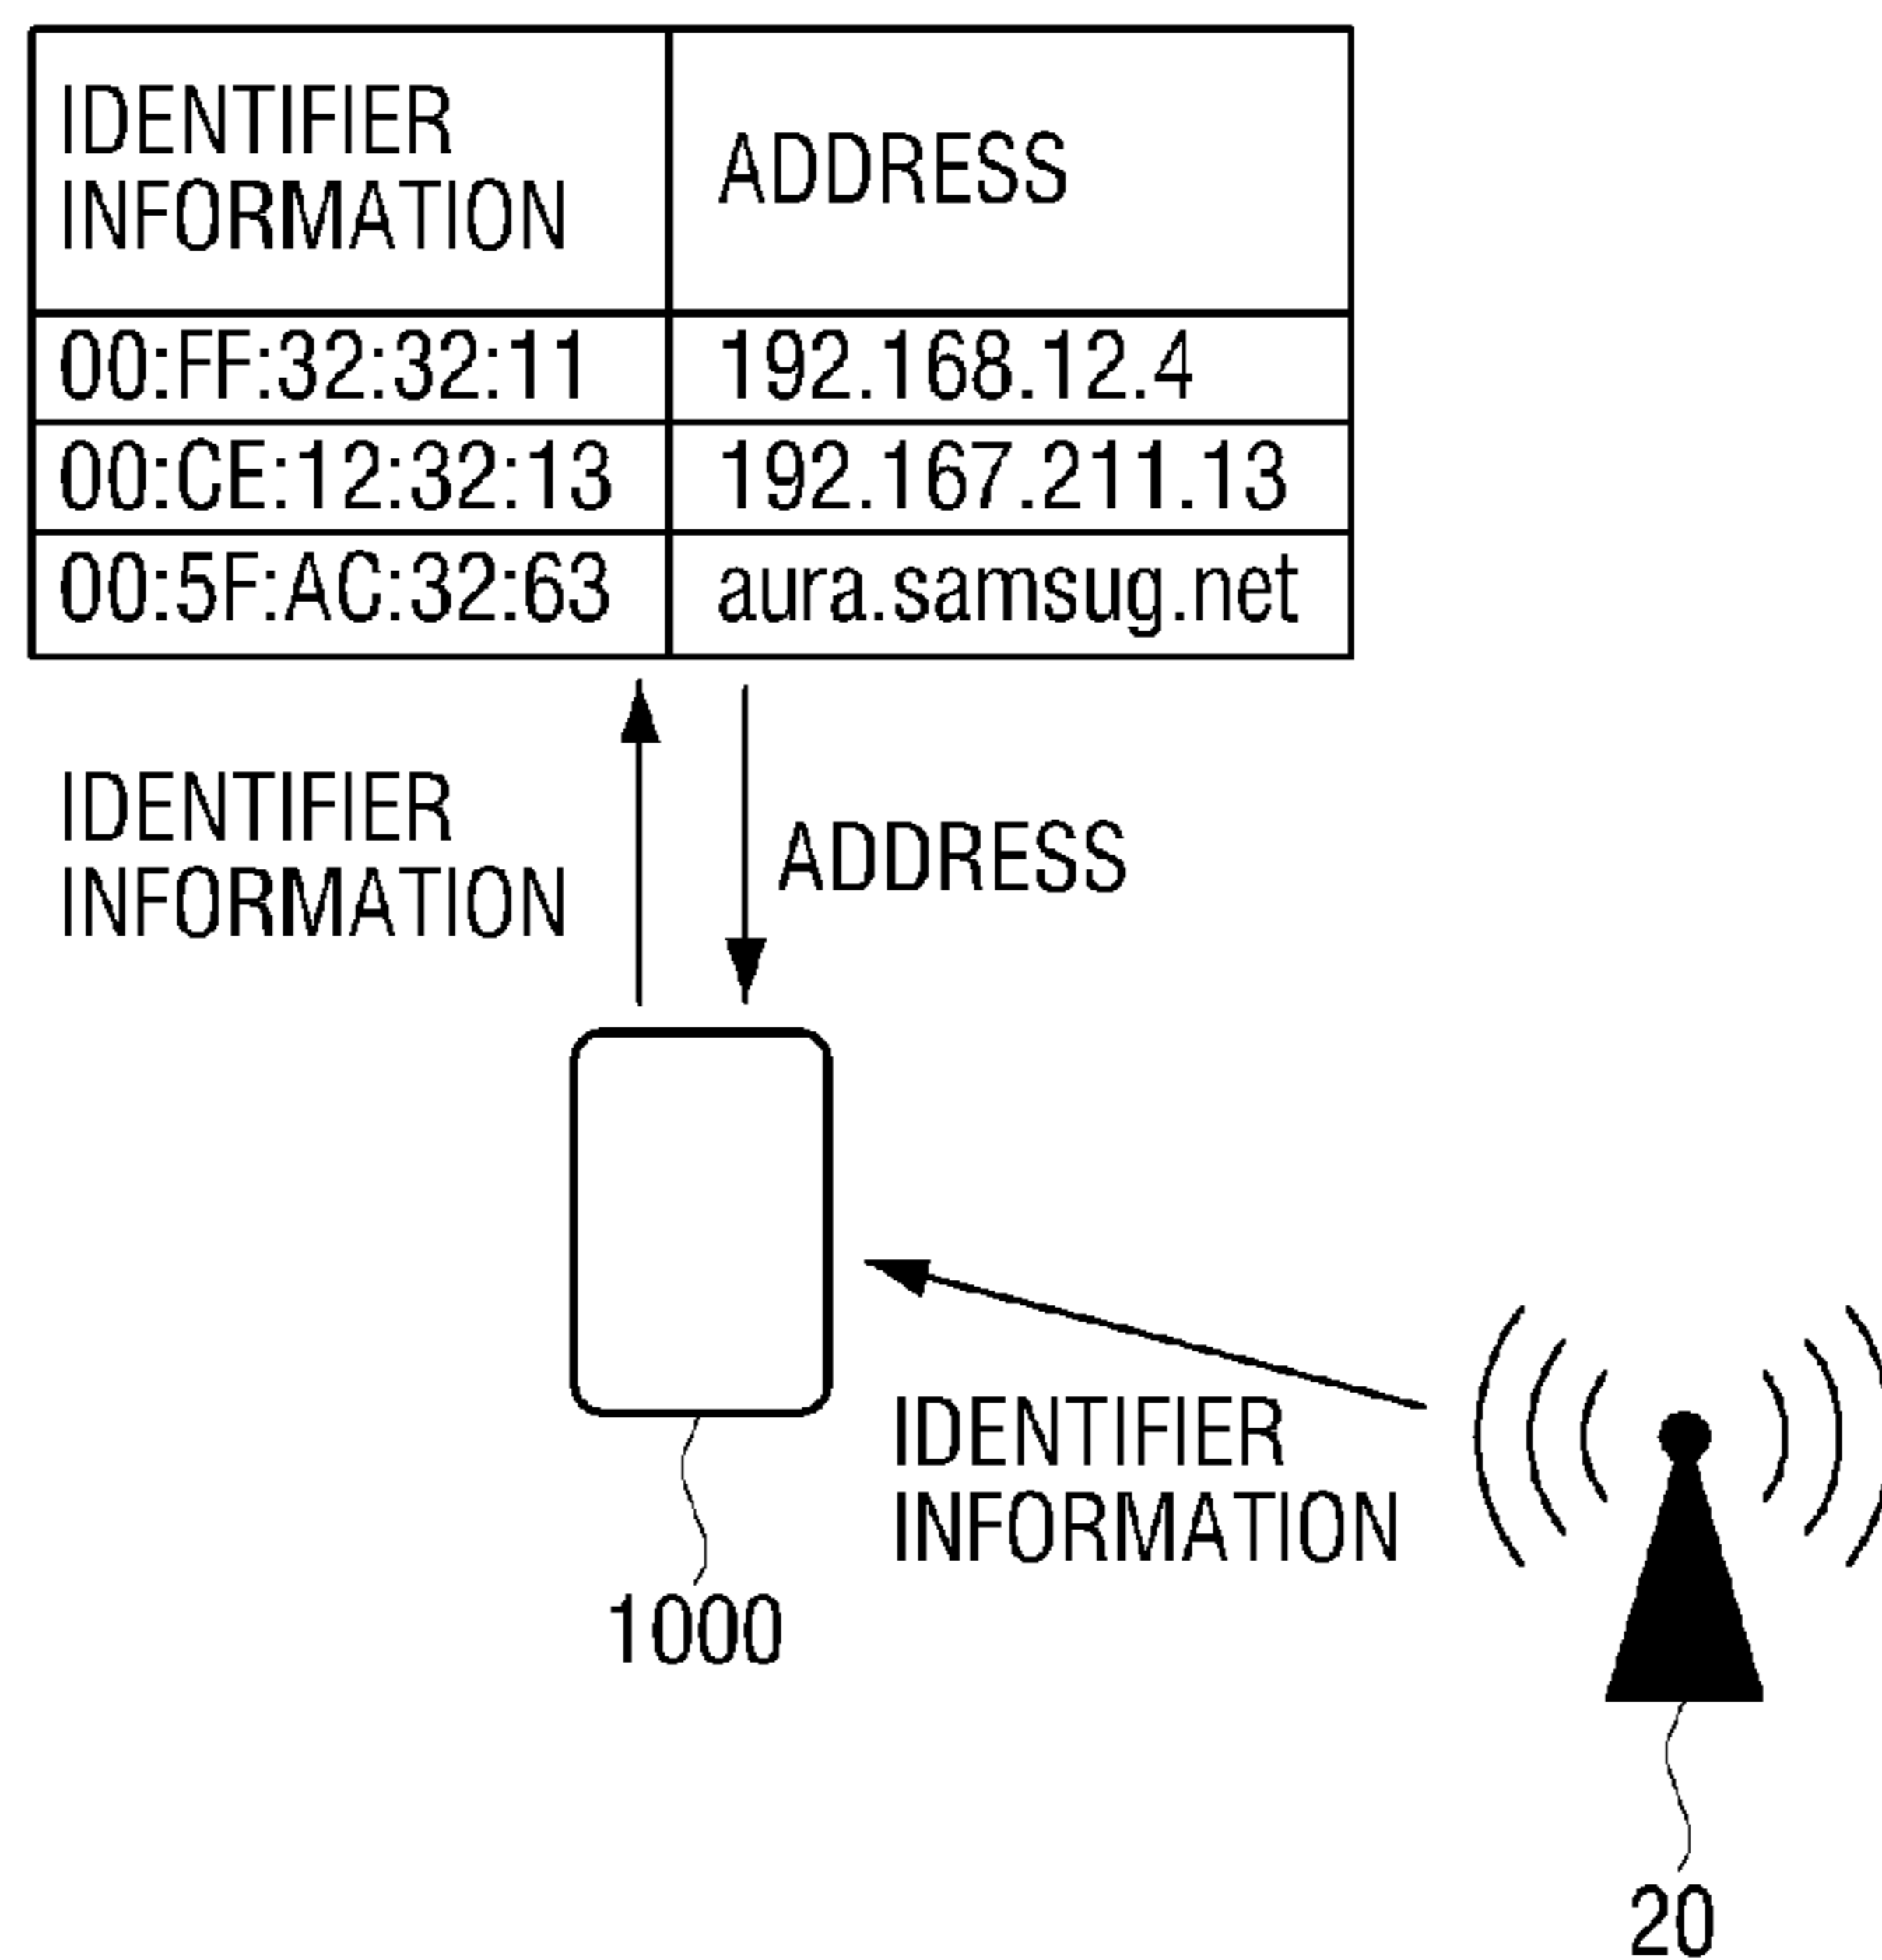 IDENTIFIER
INFORMATION
ADDRESS
00:FF:32:32:11 192.168.12.4
00:CE:12:32:13 192.167.211.13
00:5F:AC:32:63 aura.samsug.net
IDENTIFIER
INFORMATION
ADDRESS
IDENTIFIER
INFORMATION
1000
20